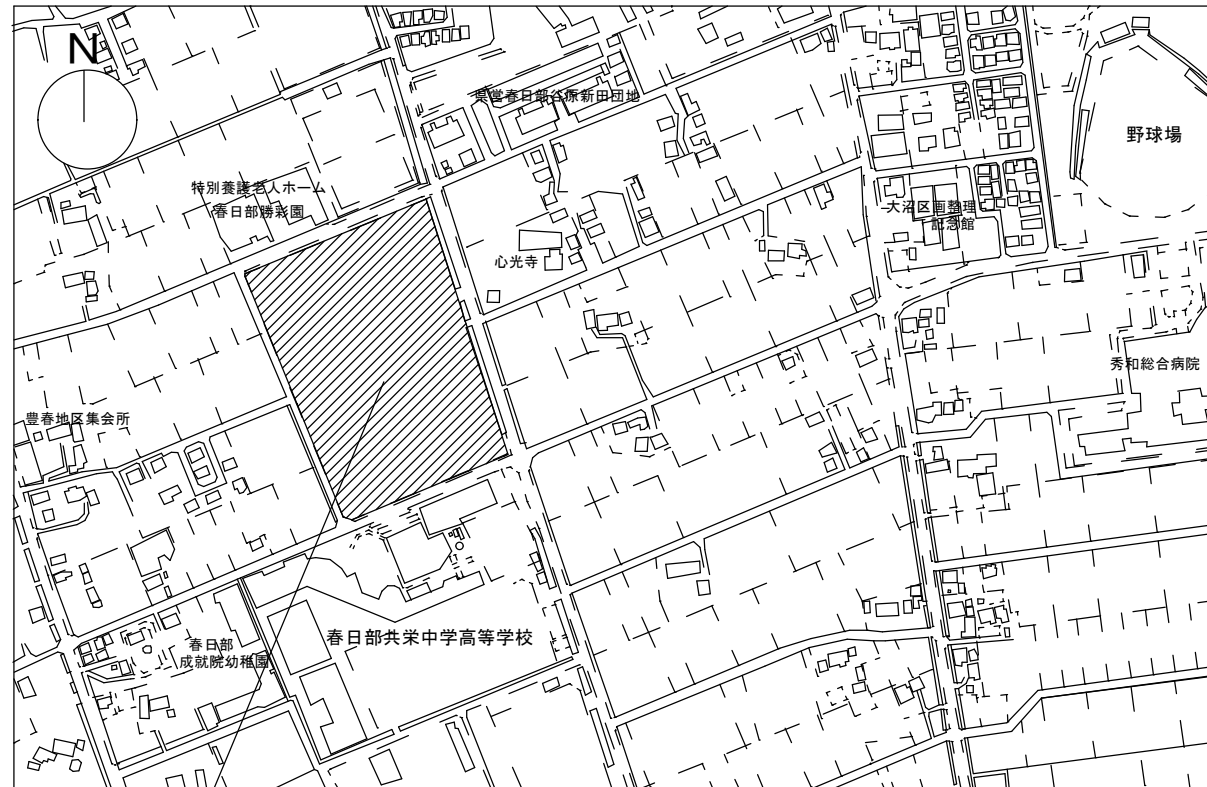 N
県営春日部谷原新田団地
野球場
特別養護老人ホーム
春日部勝彩園
大沼区画整理
記念館
心光寺
秀和総合病院
豊春地区集会所
春日部共栄中学高等学校
春日部
成就院幼稚園